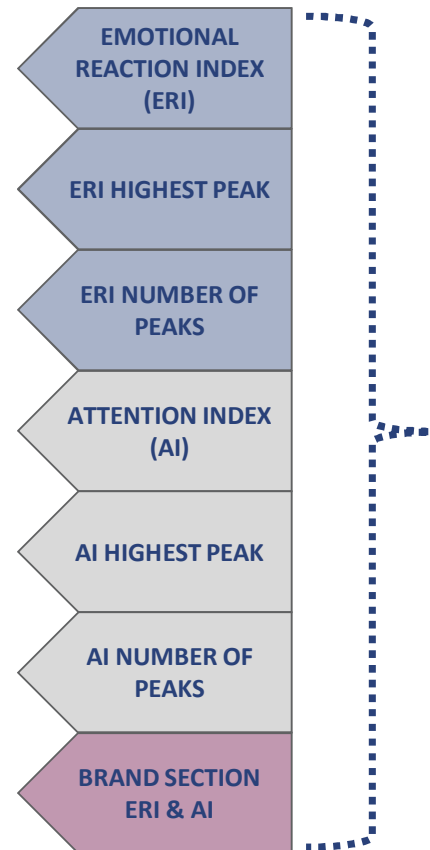 EMOTIONAL
REACTION INDEX
(ERI)
ERI HIGHEST PEAK
ERI NUMBER OF
PEAKS
ATTENTION INDEX
(AI)
AI HIGHEST PEAK
AI NUMBER OF
PEAKS
BRAND SECTION
ERI & AI